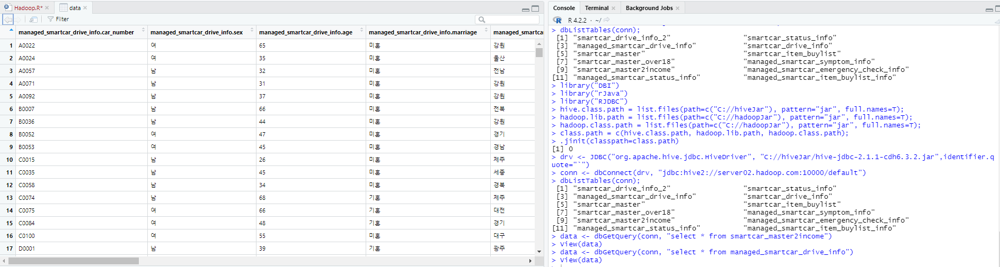 Hadoop.R*
data
Filter
managed_smartcar_drive_info.car_number managed_smartcar_drive_info.sex managed_smartcar_drive_info.age managed_smartcar_drive_info.marriage
1 A0022 여 65 미혼 강원
2 A0024 여 35 미혼 울산
3 A0057 남 32 미혼 전남
4 A0071 남 31 미혼 강원
5 A0092 남 37 미혼 강원
6 B0007 남 66 미혼 전북
7 B0036 남 44 미혼 강원
8 B0052 여 47 미혼 경기
9 B0053 여 45 미혼 경남
10 C0015 남 26 미혼 제주
11 C0035 남 45 미혼 세종
12 C0058 남 34 미혼 경북
13 C0074 남 68 기혼 제주
14 C0075 여 66 기혼 대전
15 C0084 여 48 기혼 경기
16 C0100 여 55 미혼 대구
17 D0001 남 39 기혼 광주
Console Terminal Background Jobs
R R 4.2.2 · ~/
> dbListTables(conn);
[1] "smartcar_drive_info_2" "smartcar_status_info"
[3] "managed_smartcar_drive_info" "smartcar_drive_info"
[5] "smartcar_master" "smartcar_item_buylist"
[7] "smartcar_master_over18" "managed_smartcar_symptom_info"
[9] "smartcar_master2income" "managed_smartcar_emergency_check_info"
[11] "managed_smartcar_status_info" "managed_smartcar_item_buylist_info"
> library("DBI")
> library("rJava")
> library("RJDBC")
> hive.class.path = list.files(path=c("C://hiveJar"), pattern="jar", full.names=T);
> hadoop.lib.path = list.files(path=c("C://hadoopJar"), pattern="jar", full.names=T);
> hadoop.class.path = list.files(path=c("C://hadoopJar"), pattern="jar", full.names=T);
> class.path = c(hive.class.path, hadoop.lib.path, hadoop.class.path);
> .jinit(classpath=class.path)
[1] 0
> drv <- JDBC("org.apache.hive.jdbc.HiveDriver", "C://hiveJar/hive-jdbc-2.1.1-cdh6.3.2.jar",identifier.q
uote="`")
> conn <- dbConnect(drv, "jdbc:hive2://server02.hadoop.com:10000/default")
> dbListTables(conn);
[1] "smartcar_drive_info_2" "smartcar_status_info"
[3] "managed_smartcar_drive_info" "smartcar_drive_info"
[5] "smartcar_master" "smartcar_item_buylist"
[7] "smartcar_master_over18" "managed_smartcar_symptom_info"
[9] "smartcar_master2income" "managed_smartcar_emergency_check_info"
[11] "managed_smartcar_status_info" "managed_smartcar_item_buylist_info"
> data <- dbGetQuery(conn, "select * from smartcar_master2income")
> View(data)
> data <- dbGetQuery(conn, "select * from managed_smartcar_drive_info")
> View(data)